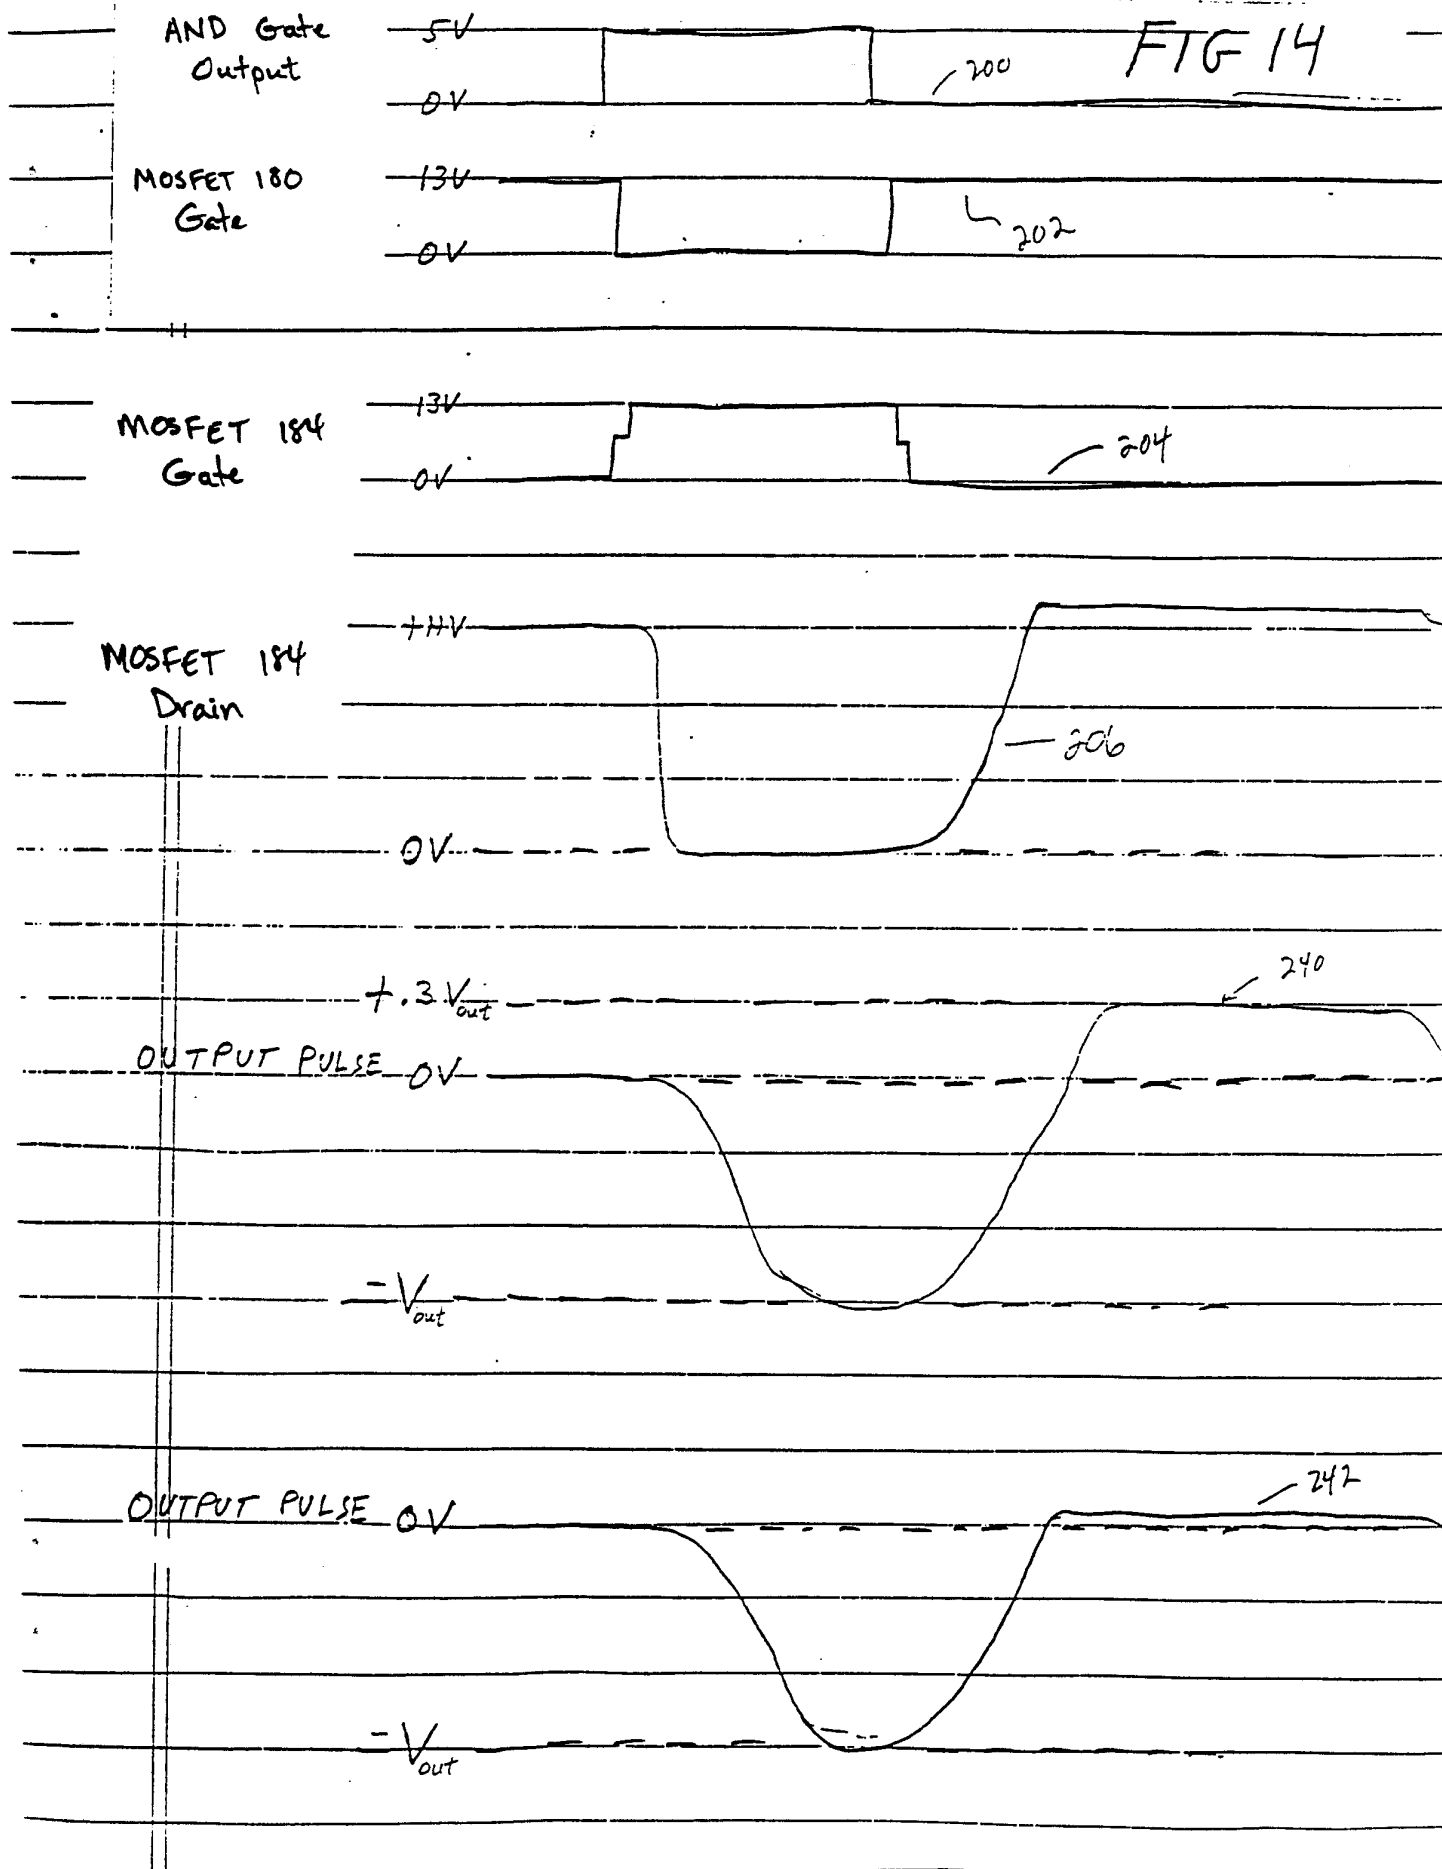 FIG 14
AND Gate
Output
5V
0V
200
MOSFET 180
Gate
13V
0V
202
MOSFET 184
Gate
13V
0V
204
MOSFET 184
Drain
+HV
0V
206
+.3 Vout
240
OUTPUT PULSE 0V
-Vout
242
OUTPUT PULSE 0V
-Vout